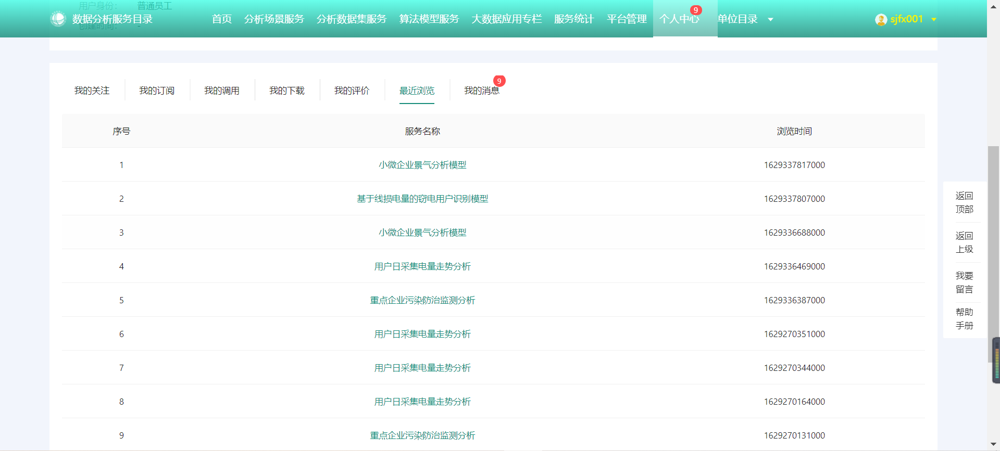 用户身份： 普通员工
数据分析服务目录 首页 分析场景服务 分析数据集服务 算法模型服务 大数据应用专栏 服务统计 平台管理 个人中心 9 单位目录 sjfx001
创建时间： -
我的关注 我的订阅 我的调用 我的下载 我的评价 最近浏览 我的消息 9
序号 服务名称 浏览时间
1 小微企业景气分析模型 1629337817000
2 基于线损电量的窃电用户识别模型 1629337807000
3 小微企业景气分析模型 1629336688000
4 用户日采集电量走势分析 1629336469000
5 重点企业污染防治监测分析 1629336387000
6 用户日采集电量走势分析 1629270351000
7 用户日采集电量走势分析 1629270344000
8 用户日采集电量走势分析 1629270164000
9 重点企业污染防治监测分析 1629270131000
返回
顶部
返回
上级
我要
留言
帮助
手册